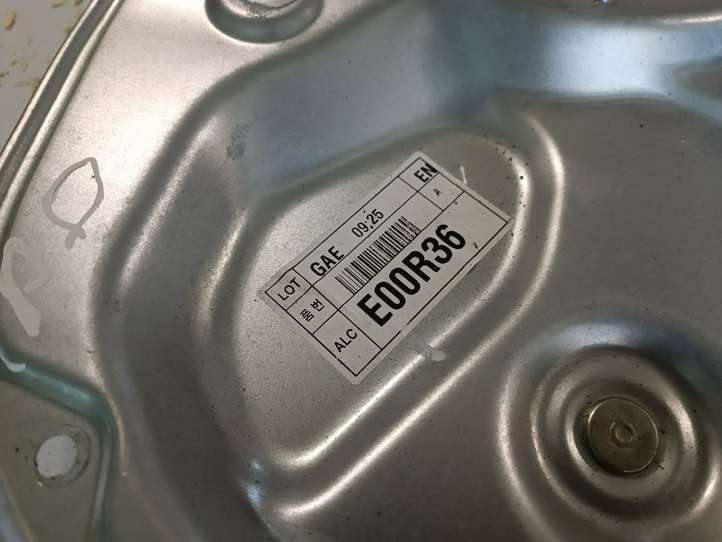 LOT GAE 09:25 EN
품 번 A
ALC E00R36